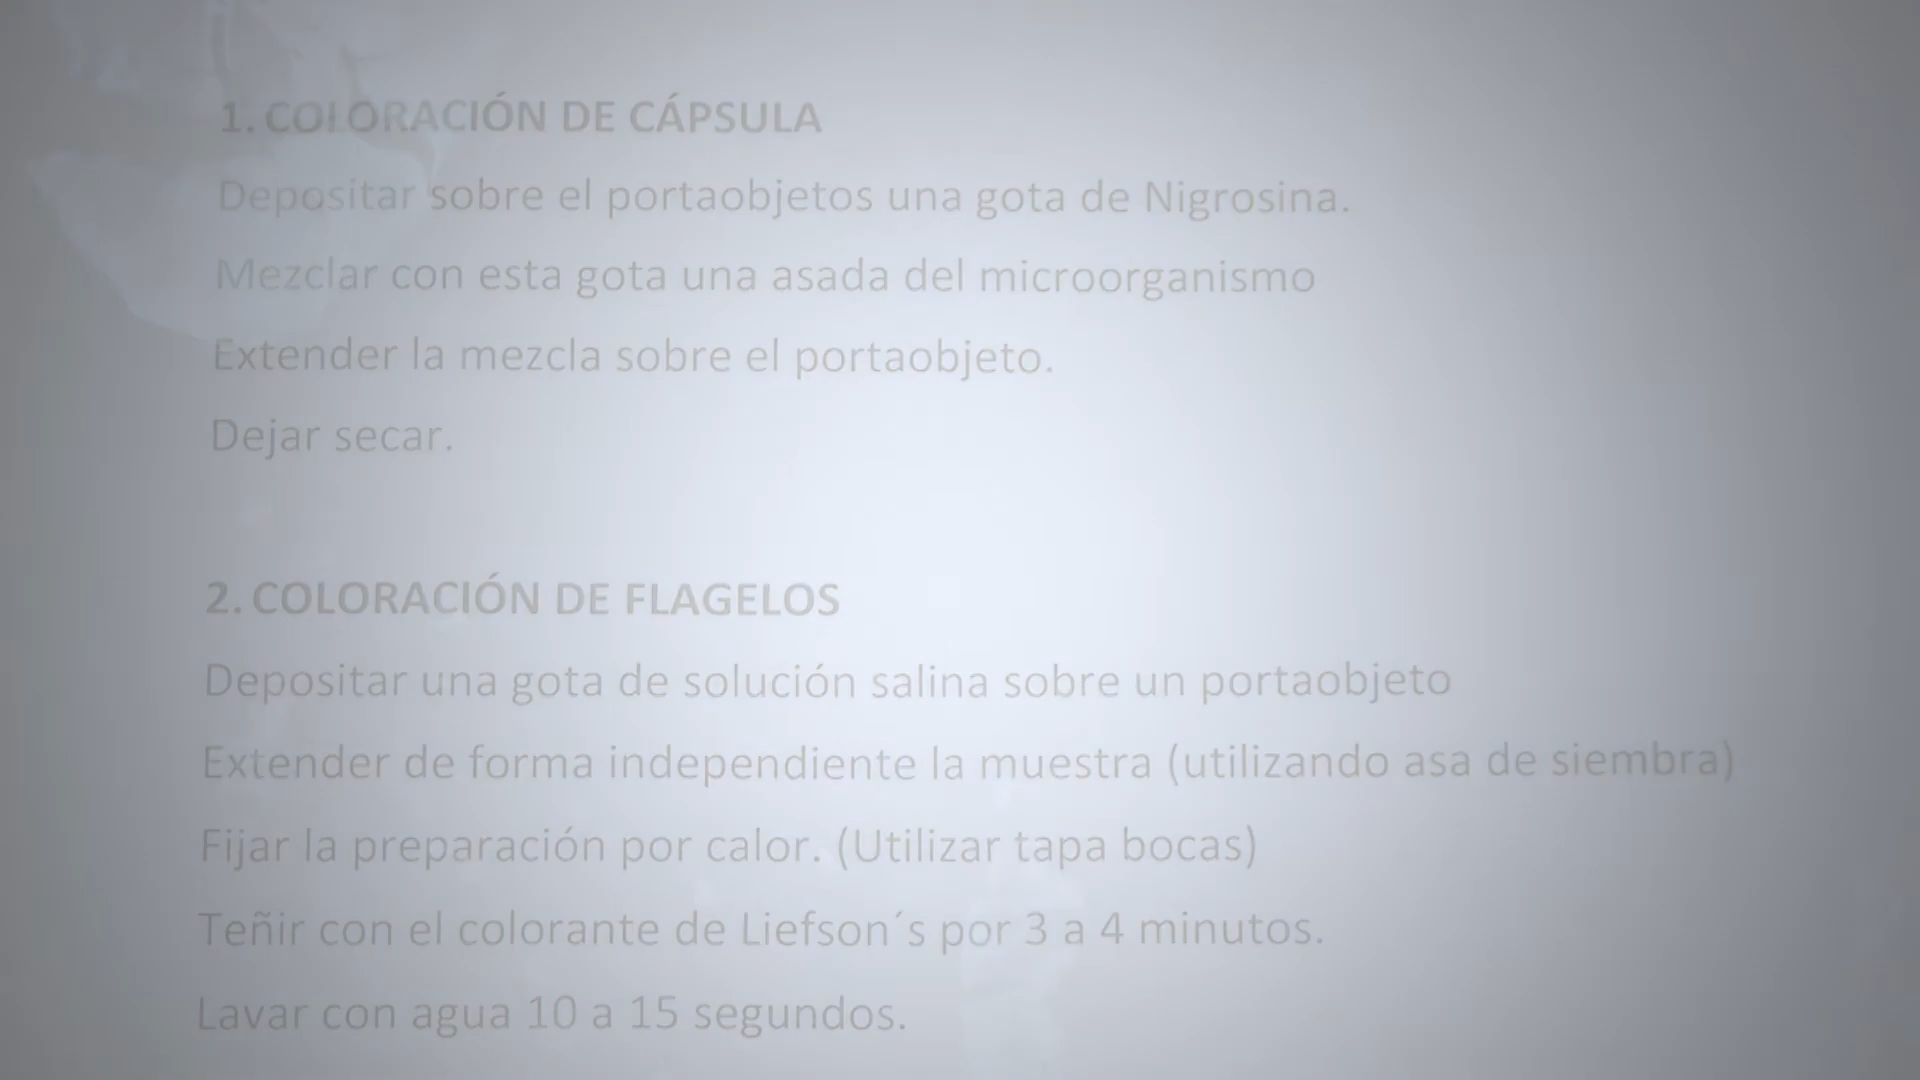 1. COLORACIÓN DE CÁPSULA
Depositar sobre el portaobjetos una gota de Nigrosina.
Mezclar con esta gota una asada del microorganismo
Extender la mezcla sobre el portaobjeto.
Dejar secar.
2. COLORACIÓN DE FLAGELOS
Depositar una gota de solución salina sobre un portaobjeto
Extender de forma independiente la muestra (utilizando asa de siembra)
Fijar la preparación por calor. (Utilizar tapa bocas)
Teñir con el colorante de Liefson´s por 3 a 4 minutos.
Lavar con agua 10 a 15 segundos.